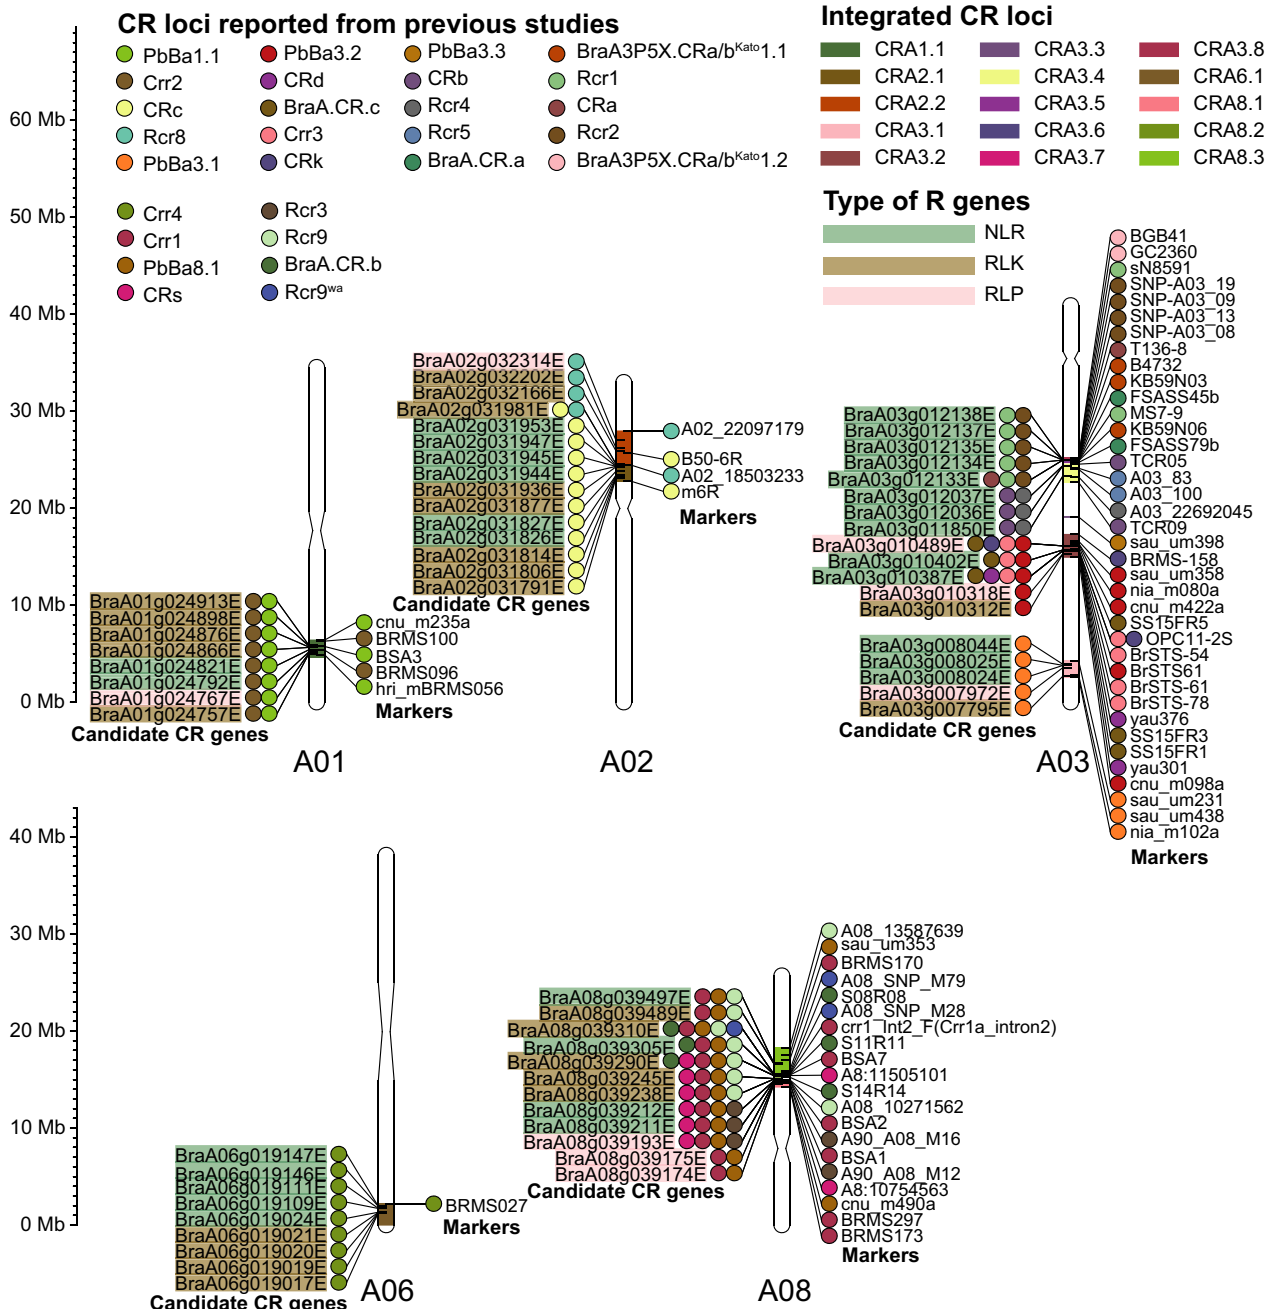 CR loci reported from previous studies
PbBa1.1
Crr2
CRc
Rcr8
PbBa3.1
PbBa3.2
CRd
BraA.CR.c
Crr3
CRk
PbBa3.3
CRb
Rcr4
Rcr5
BraA.CR.a
BraA3P5X.CRa/bKato1.1
Rcr1
CRa
Rcr2
BraA3P5X.CRa/bKato1.2
Crr4
Crr1
PbBa8.1
CRs
Rcr3
Rcr9
BraA.CR.b
Rcr9wa
Integrated CR loci
CRA1.1
CRA2.1
CRA2.2
CRA3.1
CRA3.2
CRA3.3
CRA3.4
CRA3.5
CRA3.6
CRA3.7
CRA3.8
CRA6.1
CRA8.1
CRA8.2
CRA8.3
Type of R genes
NLR
RLK
RLP
60 Mb
50 Mb
40 Mb
30 Mb
20 Mb
10 Mb
0 Mb
BraA01g024913E
BraA01g024898E
BraA01g024876E
BraA01g024866E
BraA01g024821E
BraA01g024792E
BraA01g024767E
BraA01g024757E
Candidate CR genes
cnu_m235a
BRMS100
BSA3
BRMS096
hri_mBRMS056
Markers
A01
BraA02g032314E
BraA02g032202E
BraA02g032166E
BraA02g031981E
BraA02g031953E
BraA02g031947E
BraA02g031945E
BraA02g031944E
BraA02g031936E
BraA02g031877E
BraA02g031827E
BraA02g031826E
BraA02g031814E
BraA02g031806E
BraA02g031791E
Candidate CR genes
A02_22097179
B50-6R
A02_18503233
m6R
Markers
A02
BraA03g012138E
BraA03g012137E
BraA03g012135E
BraA03g012134E
BraA03g012133E
BraA03g012037E
BraA03g012036E
BraA03g011850E
BraA03g010489E
BraA03g010402E
BraA03g010387E
BraA03g010318E
BraA03g010312E
BraA03g008044E
BraA03g008025E
BraA03g008024E
BraA03g007972E
BraA03g007795E
Candidate CR genes
BGB41
GC2360
sN8591
SNP-A03_19
SNP-A03_09
SNP-A03_13
SNP-A03_08
T136-8
B4732
KB59N03
FSASS45b
MS7-9
KB59N06
FSASS79b
TCR05
A03_83
A03_100
A03_22692045
TCR09
sau_um398
BRMS-158
sau_um358
nia_m080a
cnu_m422a
SS15FR5
OPC11-2S
BrSTS-54
BrSTS61
BrSTS-61
BrSTS-78
yau376
SS15FR3
SS15FR1
yau301
cnu_m098a
sau_um231
sau_um438
nia_m102a
Markers
A03
40 Mb
30 Mb
20 Mb
10 Mb
0 Mb
BraA06g019147E
BraA06g019146E
BraA06g019171E
BraA06g019109E
BraA06g019024E
BraA06g019021E
BraA06g019020E
BraA06g019019E
BraA06g019017E
Candidate CR genes
BRMS027
Markers
A06
BraA08g039497E
BraA08g039489E
BraA08g039310E
BraA08g039305E
BraA08g039290E
BraA08g039245E
BraA08g039238E
BraA08g039212E
BraA08g039211E
BraA08g039193E
BraA08g039175E
BraA08g039174E
Candidate CR genes
A08_13587639
sau_um353
BRMS170
A08_SNP_M79
S08R08
A08_SNP_M28
crr1_Int2_F(Crr1a_intron2)
S11R11
BSA7
A8:11505101
S14R14
A08_10271562
BSA2
A90_A08_M16
BSA1
A90_A08_M12
A8:10754563
cnu_m490a
BRMS297
BRMS173
Markers
A08